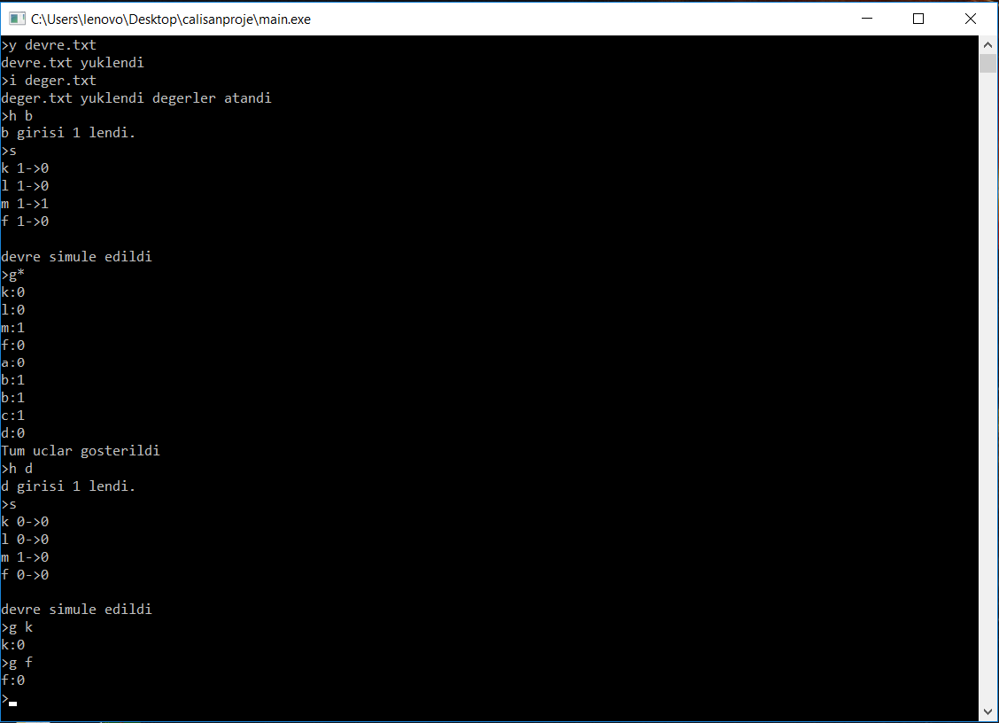 C:\Users\lenovo\Desktop\calisanproje\main.exe
>y devre.txt
devre.txt yuklendi
>i deger.txt
deger.txt yuklendi degerler atandi
>h b
b girisi 1 lendi.
>s
k 1->0
l 1->0
m 1->1
f 1->0
devre simule edildi
>g*
k:0
l:0
m:1
f:0
a:0
b:1
b:1
c:1
d:0
Tum uclar gosterildi
>h d
d girisi 1 lendi.
>s
k 0->0
l 0->0
m 1->0
f 0->0
devre simule edildi
>g k
k:0
>g f
f:0
>